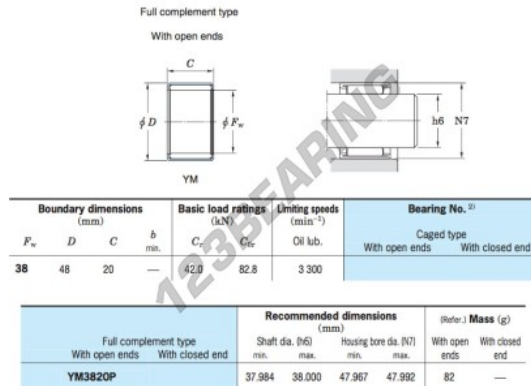 Full complement type
With open ends
C
φ D
φ Fw
h6
N7
YM
123BEARING
Boundary dimensions Basic load ratings Limiting speeds Bearing No. 2)
(mm) (kN) (min⁻¹)
Fw D C b min. Cr C0r Oil lub. Caged type
With open ends With closed end
38 48 20 — 42.0 82.8 3 300
Recommended dimensions (Refer.) Mass (g)
(mm)
Full complement type Shaft dia. (h6) Housing bore dia. (N7) With open ends With closed end
With open ends With closed end min. max. min. max.
YM3820P 37.984 38.000 47.967 47.992 82 —